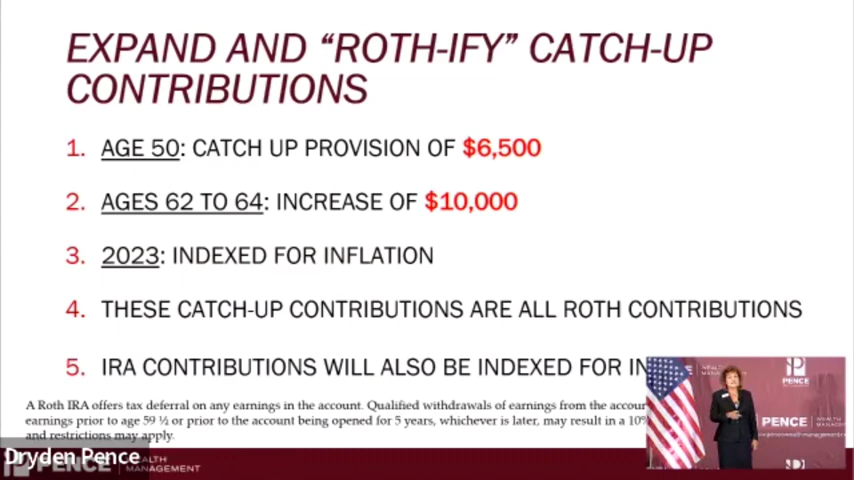 EXPAND AND “ROTH-IFY” CATCH-UP
CONTRIBUTIONS
1. AGE 50: CATCH UP PROVISION OF $6,500
2. AGES 62 TO 64: INCREASE OF $10,000
3. 2023: INDEXED FOR INFLATION
4. THESE CATCH-UP CONTRIBUTIONS ARE ALL ROTH CONTRIBUTIONS
5. IRA CONTRIBUTIONS WILL ALSO BE INDEXED FOR IN
A Roth IRA offers tax deferral on any earnings in the account. Qualified withdrawals of earnings from the accour
earnings prior to age 59 ½ or prior to the account being opened for 5 years, whichever is later, may result in a 10%
and restrictions may apply.
Dryden Pence
PENCE WEALTH
MANAGEMENT
PENCE
PENCE WEALTH